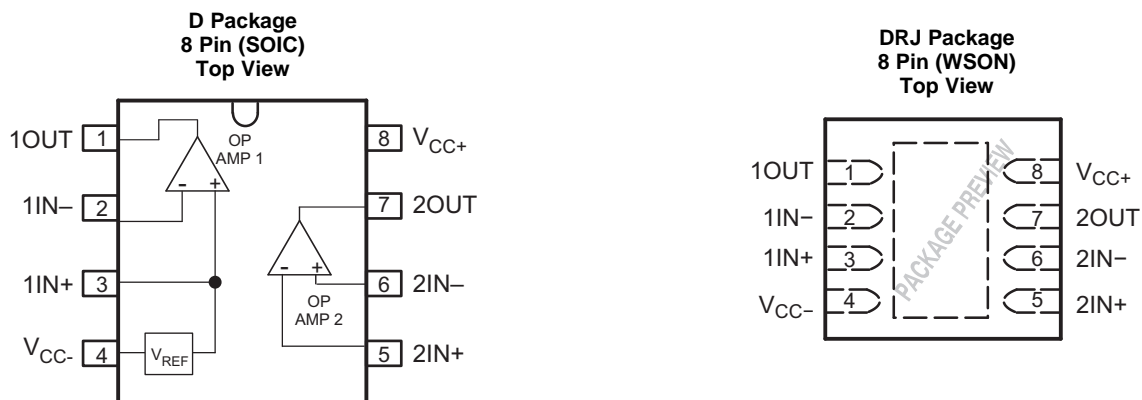 D Package
8 Pin (SOIC)
Top View
1OUT 1
1IN– 2
1IN+ 3
VCC- 4
OP
AMP 1
- +
VREF
- +
OP
AMP 2
8 VCC+
7 2OUT
6 2IN–
5 2IN+
DRJ Package
8 Pin (WSON)
Top View
1OUT 1
1IN− 2
1IN+ 3
VCC− 4
PACKAGE PREVIEW
8 VCC+
7 2OUT
6 2IN−
5 2IN+